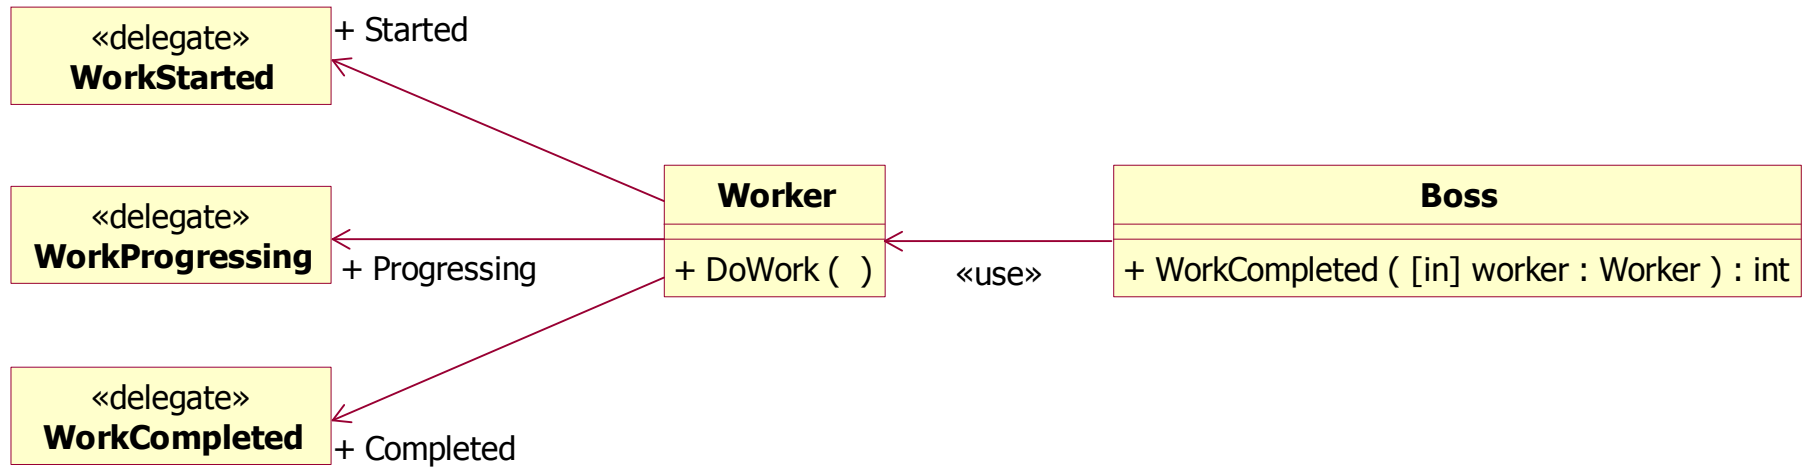 «delegate»
WorkStarted
+ Started
«delegate»
WorkProgressing
+ Progressing
«delegate»
WorkCompleted
+ Completed
Worker
+ DoWork (  )
«use»
Boss
+ WorkCompleted ( [in] worker : Worker ) : int